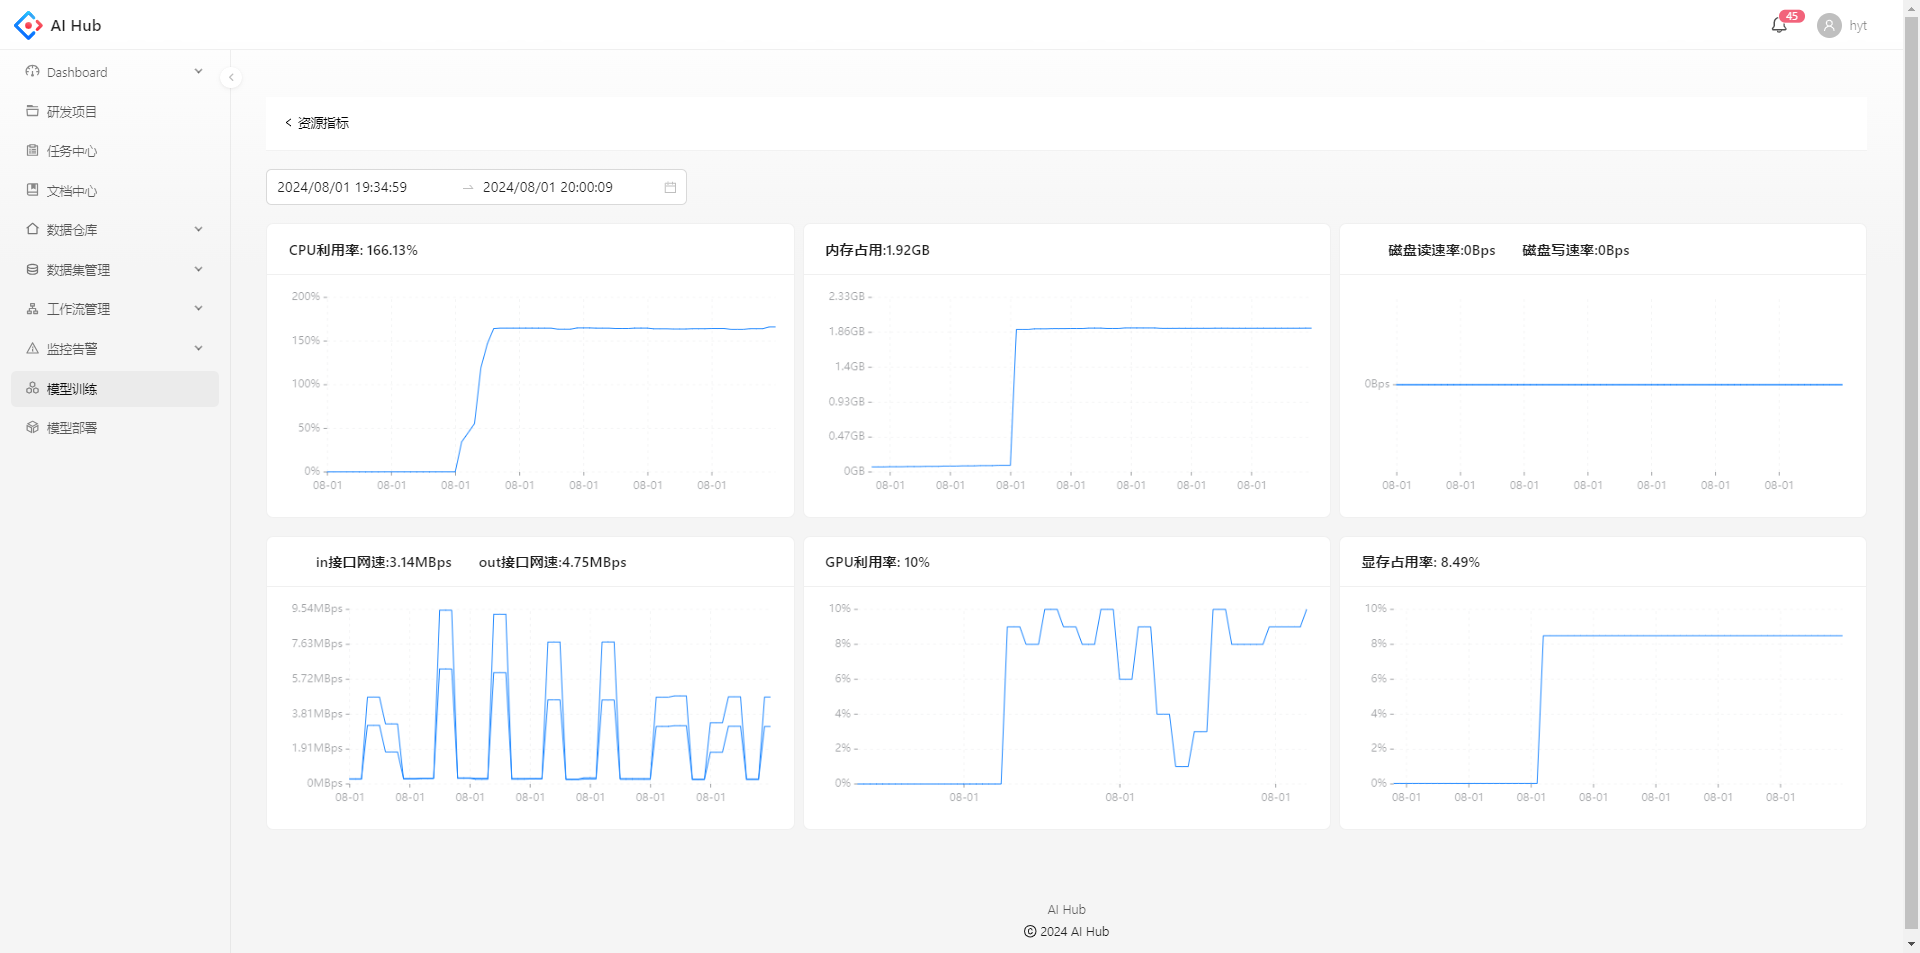 AI Hub
45
hyt
Dashboard
研发项目
任务中心
文档中心
数据仓库
数据集管理
工作流管理
监控告警
模型训练
模型部署
< 资源指标
2024/08/01 19:34:59 → 2024/08/01 20:00:09
CPU利用率: 166.13%
200%
150%
100%
50%
0%
08-01 08-01 08-01 08-01 08-01 08-01 08-01
内存占用:1.92GB
2.33GB
1.86GB
1.4GB
0.93GB
0.47GB
0GB
08-01 08-01 08-01 08-01 08-01 08-01 08-01
磁盘读速率:0Bps 磁盘写速率:0Bps
0Bps
08-01 08-01 08-01 08-01 08-01 08-01 08-01
in接口网速:3.14MBps out接口网速:4.75MBps
9.54MBps
7.63MBps
5.72MBps
3.81MBps
1.91MBps
0MBps
08-01 08-01 08-01 08-01 08-01 08-01 08-01
GPU利用率: 10%
10%
8%
6%
4%
2%
0%
08-01 08-01 08-01
显存占用率: 8.49%
10%
8%
6%
4%
2%
0%
08-01 08-01 08-01 08-01 08-01 08-01 08-01
AI Hub
© 2024 AI Hub